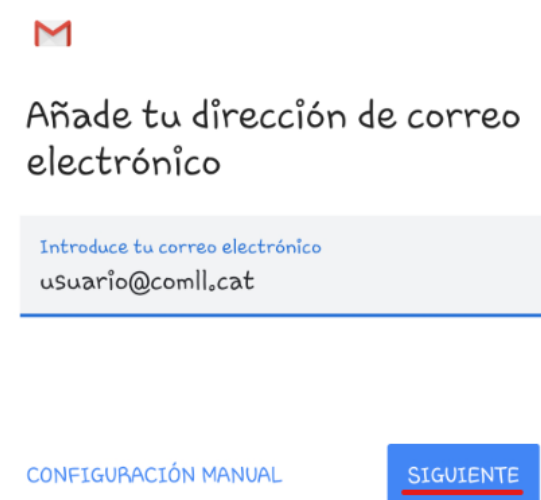 Añade tu dirección de correo
electrónico
Introduce tu correo electrónico
usuario@comll.cat
CONFIGURACIÓN MANUAL
SIGUIENTE